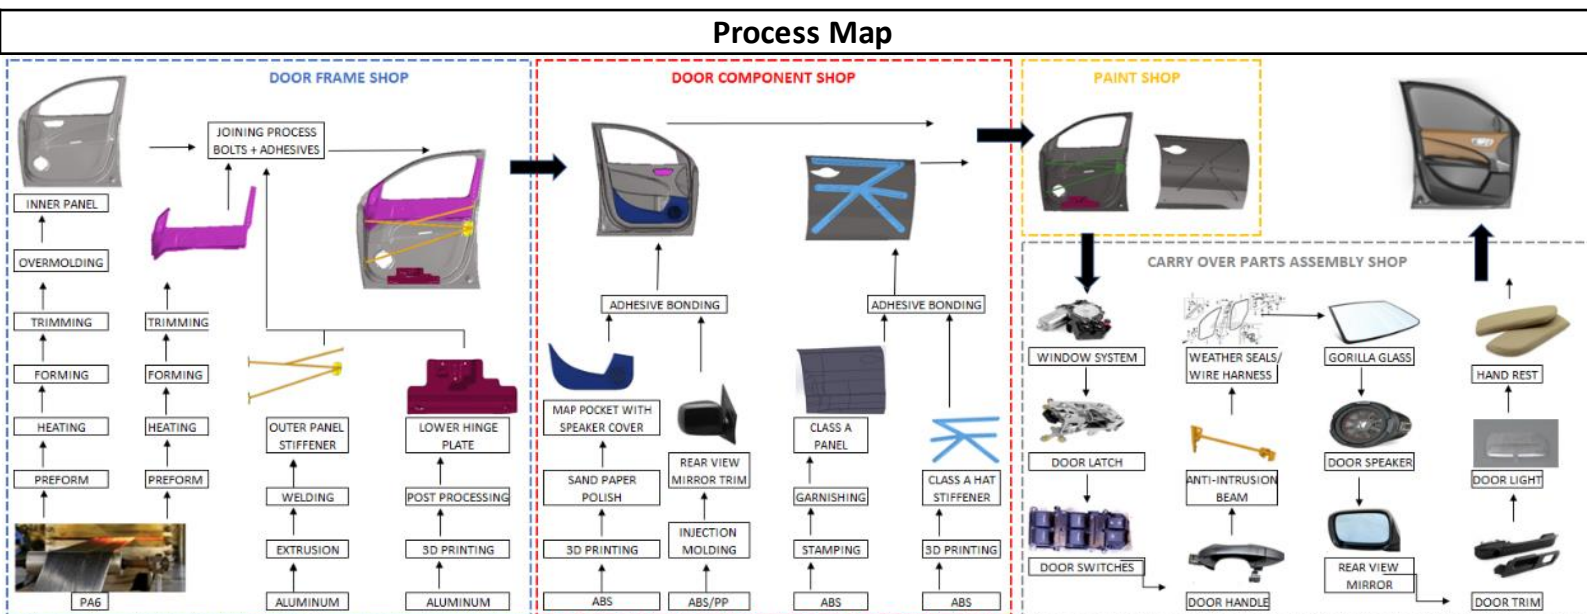 Process Map
DOOR FRAME SHOP
JOINING PROCESS
BOLTS + ADHESIVES
INNER PANEL
OVERMOLDING
TRIMMING
FORMING
HEATING
PREFORM
TRIMMING
FORMING
HEATING
PREFORM
PA6
OUTER PANEL
STIFFENER
WELDING
EXTRUSION
ALUMINUM
LOWER HINGE
PLATE
POST PROCESSING
3D PRINTING
ALUMINUM
DOOR COMPONENT SHOP
ADHESIVE BONDING
MAP POCKET WITH
SPEAKER COVER
SAND PAPER
POLISH
3D PRINTING
ABS
REAR VIEW
MIRROR TRIM
INJECTION
MOLDING
ABS/PP
ADHESIVE BONDING
CLASS A
PANEL
GARNISHING
STAMPING
ABS
CLASS A HAT
STIFFENER
3D PRINTING
ABS
PAINT SHOP
CARRY OVER PARTS ASSEMBLY SHOP
WINDOW SYSTEM
DOOR LATCH
DOOR SWITCHES
WEATHER SEALS/
WIRE HARNESS
ANTI-INTRUSION
BEAM
DOOR HANDLE
GORILLA GLASS
DOOR SPEAKER
REAR VIEW
MIRROR
HAND REST
DOOR LIGHT
DOOR TRIM